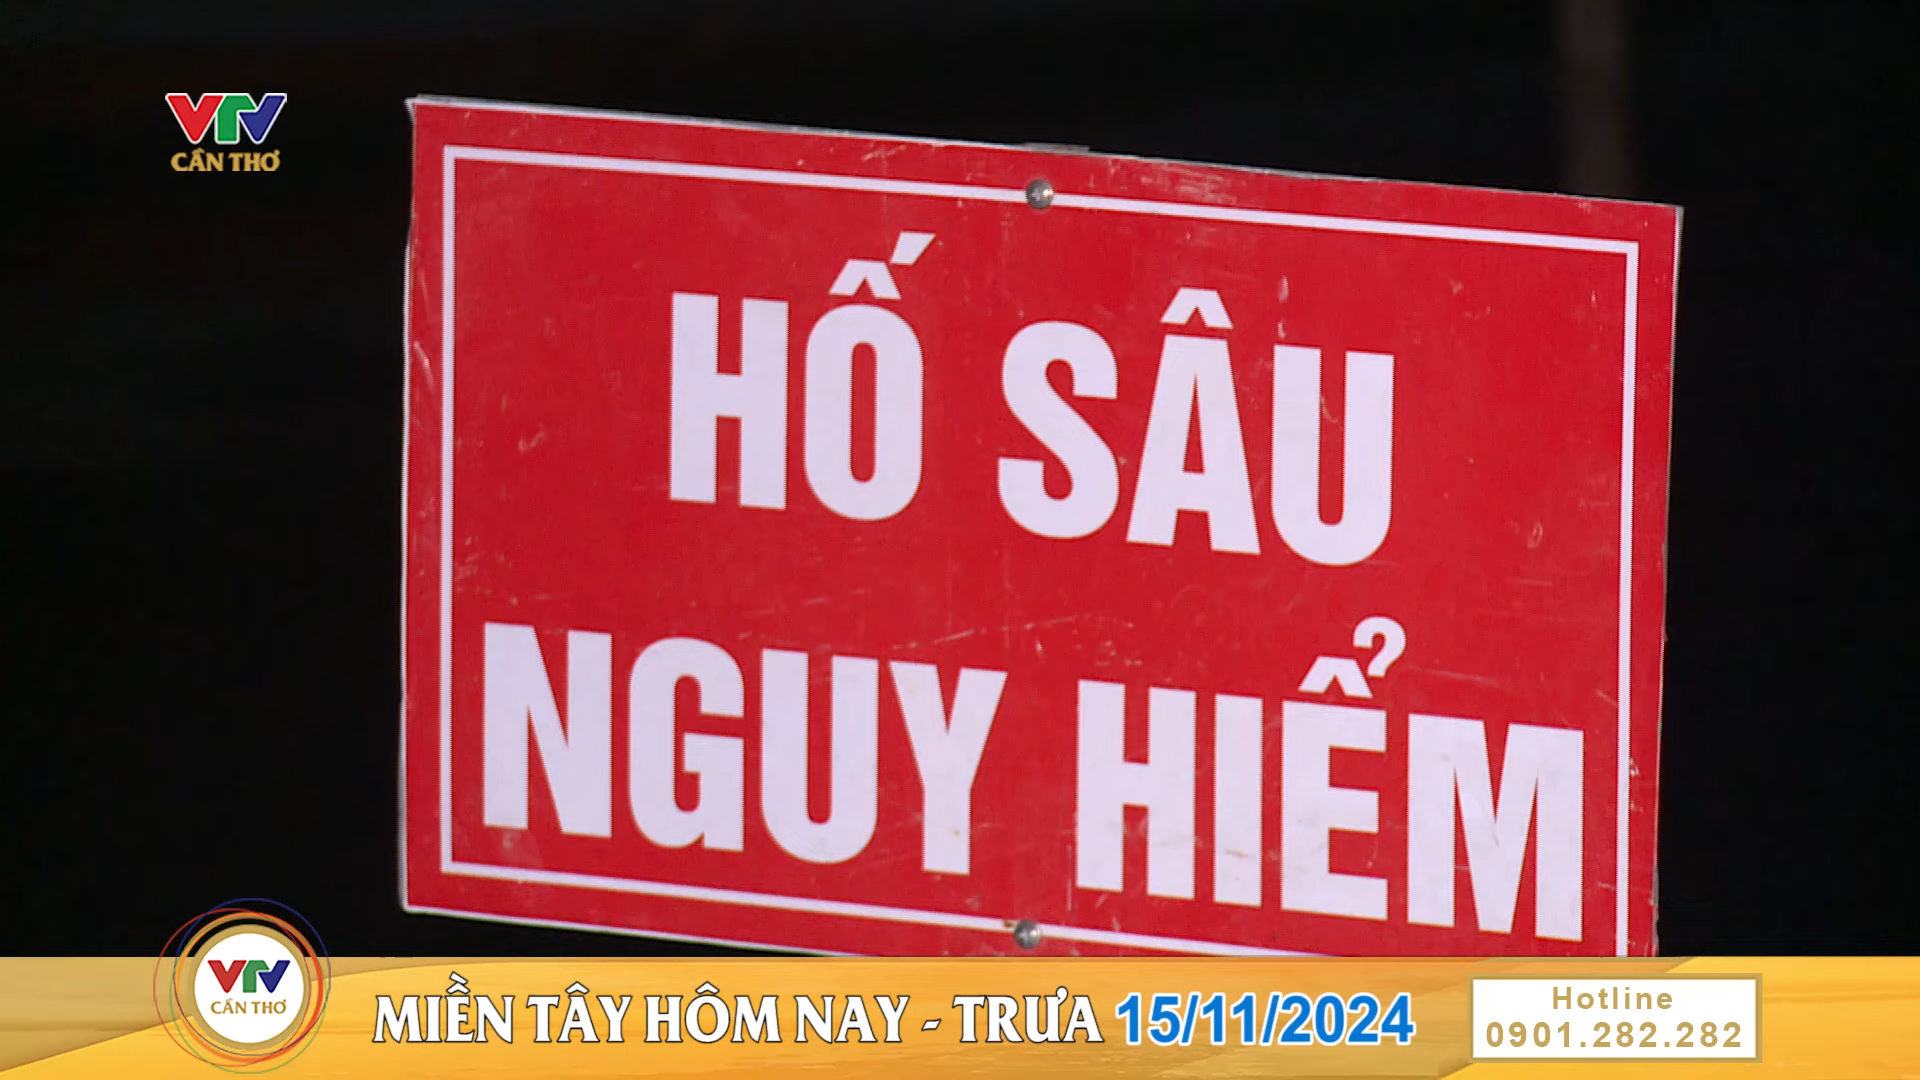 VTV
CẦN THƠ
HỐ SÂU
NGUY HIỂM
VTV
CẦN THƠ
MIỀN TÂY HÔM NAY - TRƯA 15/11/2024
Hotline
0901.282.282